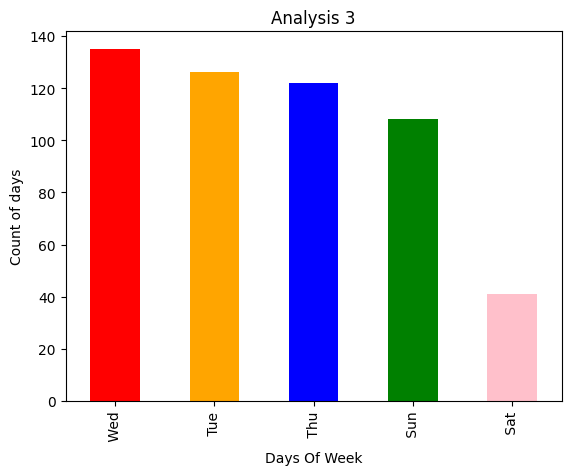 Analysis 3
Count of days
140
120
100
80
60
40
20
0
Wed
Tue
Thu
Sun
Sat
Days Of Week